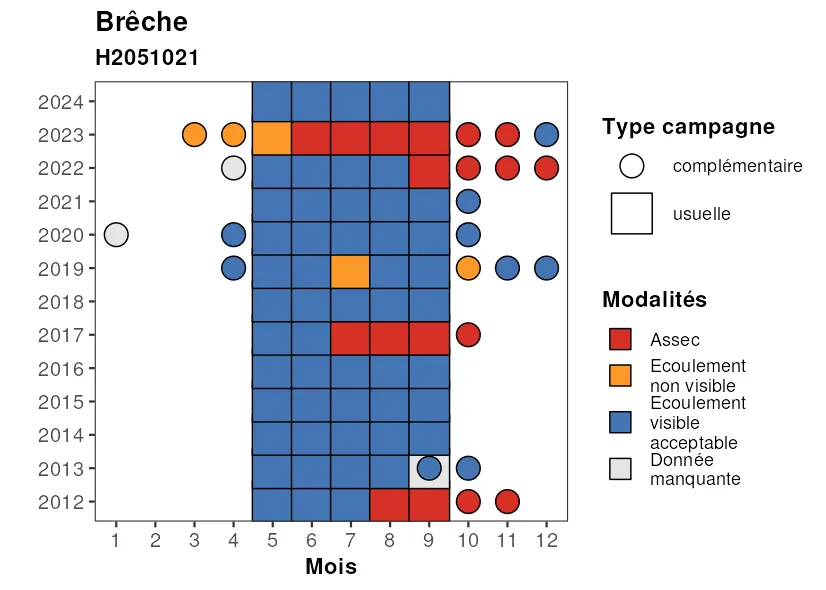 Brêche
H2051021
2024
2023
2022
2021
2020
2019
2018
2017
2016
2015
2014
2013
2012
1 2 3 4 5 6 7 8 9 10 11 12
Mois
Type campagne
complémentaire
usuelle
Modalités
Assec
Ecoulement
non visible
Ecoulement
visible
acceptable
Donnée
manquante